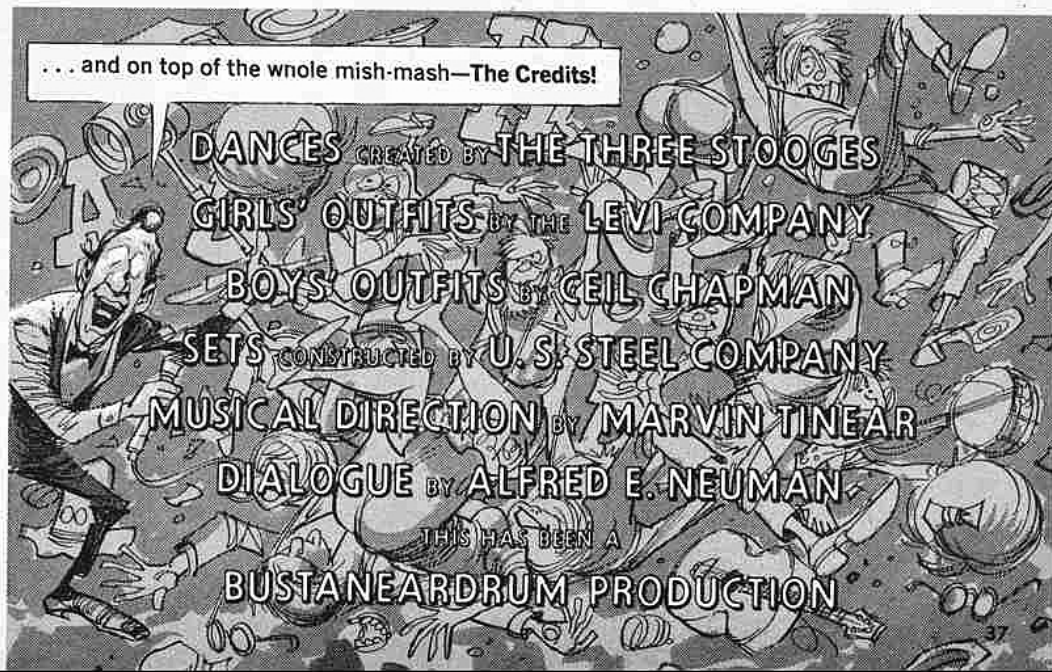 ... and on top of the whole mish-mash—The Credits!
DANCES CREATED BY THE THREE STOOGES
GIRLS' OUTFITS BY THE LEVI COMPANY
BOYS' OUTFITS BY CEIL CHAPMAN
SETS CONSTRUCTED BY U. S. STEEL COMPANY
MUSICAL DIRECTION BY MARVIN TINEAR
DIALOGUE BY ALFRED E. NEUMAN
THIS HAS BEEN A
BUSTANEARDRUM PRODUCTION
37